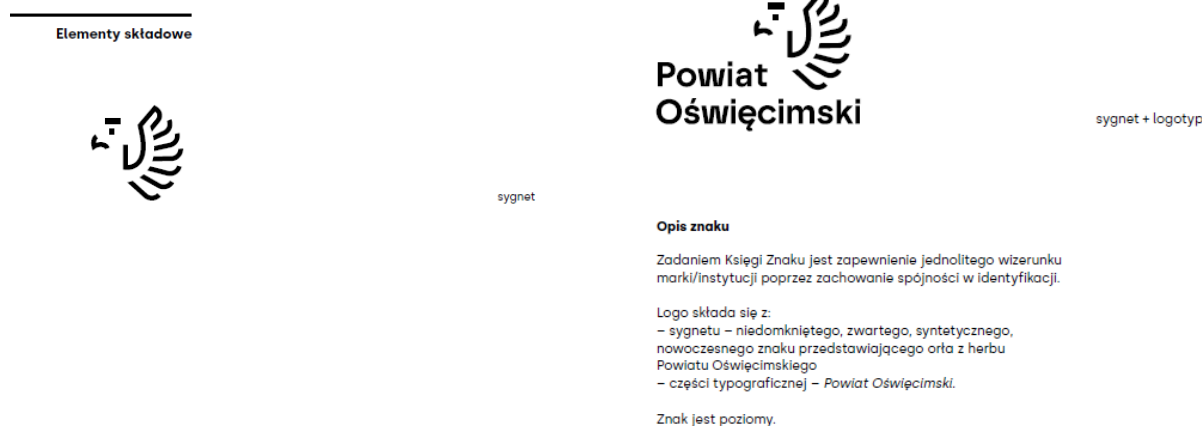 Elementy składowe
sygnet
Powiat
Oświęcimski
sygnet + logotyp
Opis znaku
Zadaniem Księgi Znaku jest zapewnienie jednolitego wizerunku
marki/instytucji poprzez zachowanie spójności w identyfikacji.
Logo składa się z:
– sygnetu – niedomkniętego, zwartego, syntetycznego,
nowoczesnego znaku przedstawiającego orła z herbu
Powiatu Oświęcimskiego
– części typograficznej – Powiat Oświęcimski.
Znak jest poziomy.